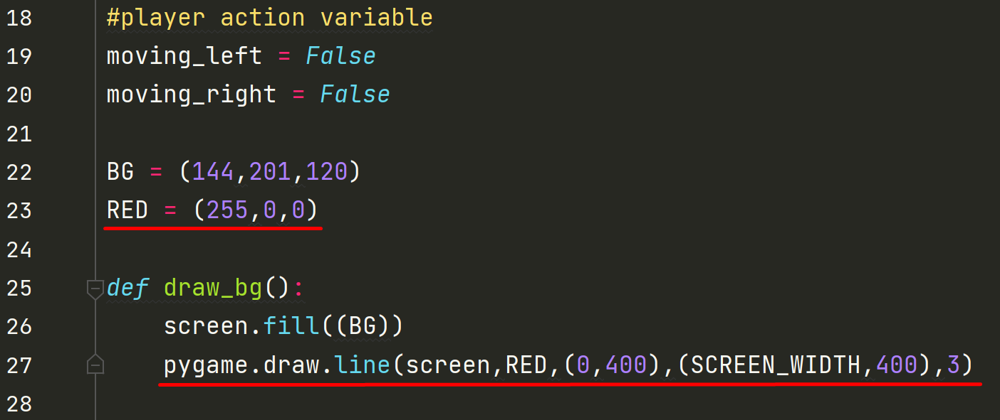 18 #player action variable
19 moving_left = False
20 moving_right = False
21
22 BG = (144,201,120)
23 RED = (255,0,0)
24
25 def draw_bg():
26     screen.fill((BG))
27     pygame.draw.line(screen,RED,(0,400),(SCREEN_WIDTH,400),3)
28